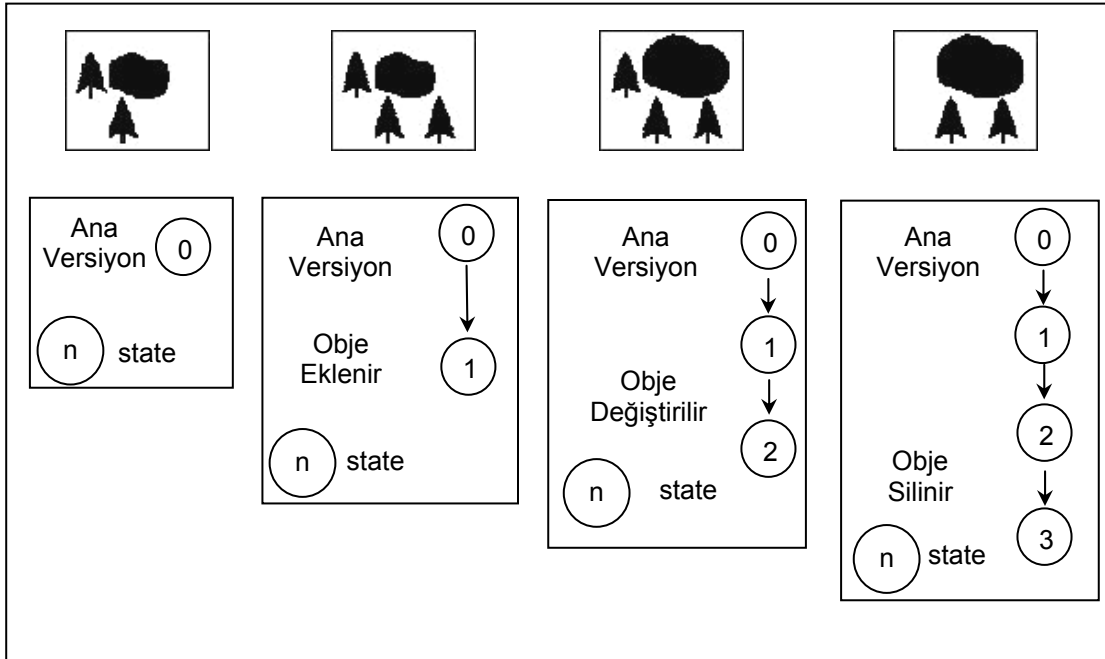 Ana
Versiyon
0
n
state
Ana
Versiyon
0
Obje
Eklenir
1
n
state
Ana
Versiyon
0
1
Obje
Değiştirilir
2
n
state
Ana
Versiyon
0
1
2
Obje
Silinir
3
n
state